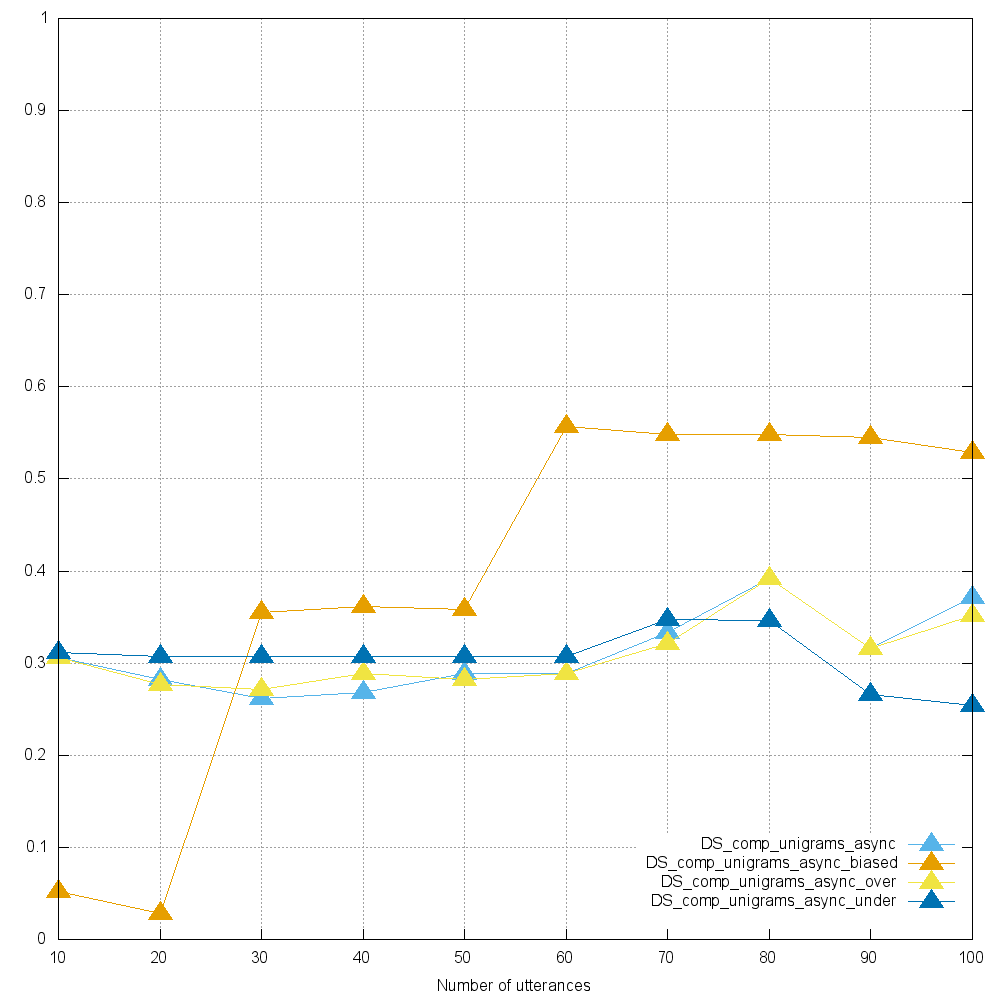 1
0.9
0.8
0.7
0.6
0.5
0.4
0.3
0.2
0.1
0
DS_comp_unigrams_async
DS_comp_unigrams_async_biased
DS_comp_unigrams_async_over
DS_comp_unigrams_async_under
10 20 30 40 50 60 70 80 90 100
Number of utterances